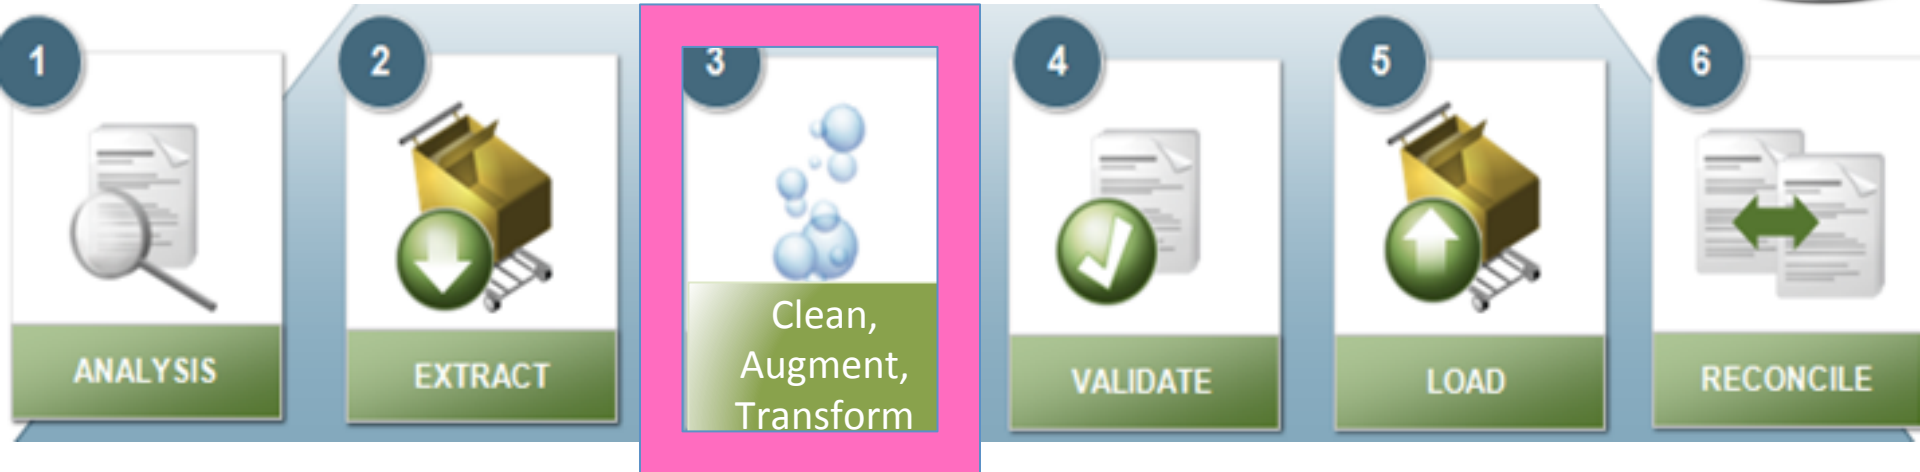 1
ANALYSIS
2
EXTRACT
3
Clean,
Augment,
Transform
4
VALIDATE
5
LOAD
6
RECONCILE